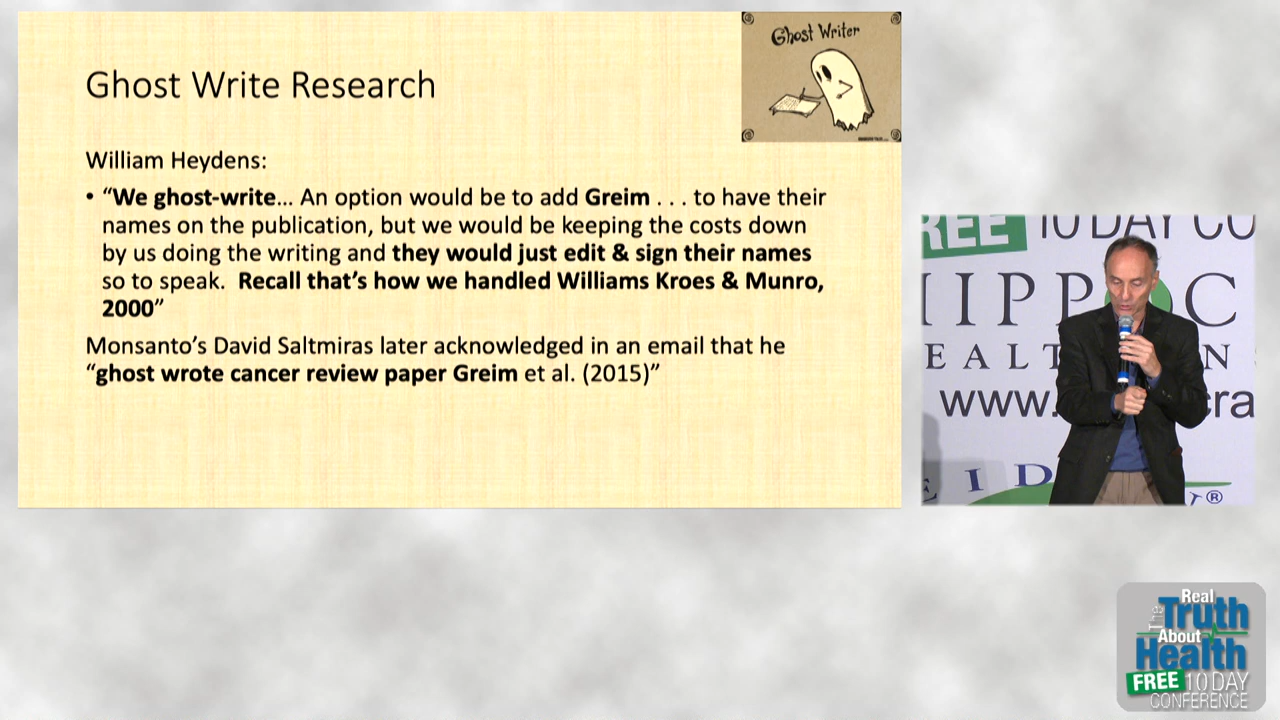 Ghost Writer
Ghost Write Research
William Heydens:
• “We ghost-write… An option would be to add Greim . . . to have their
names on the publication, but we would be keeping the costs down
by us doing the writing and they would just edit & sign their names
so to speak.  Recall that’s how we handled Williams Kroes & Munro,
2000”
Monsanto’s David Saltmiras later acknowledged in an email that he
“ghost wrote cancer review paper Greim et al. (2015)”
FREE 10 DAY CO
HIPPOC
EALT N
www. cra
E I D
®
The Real
Truth
About
Health
FREE 10 DAY
CONFERENCE